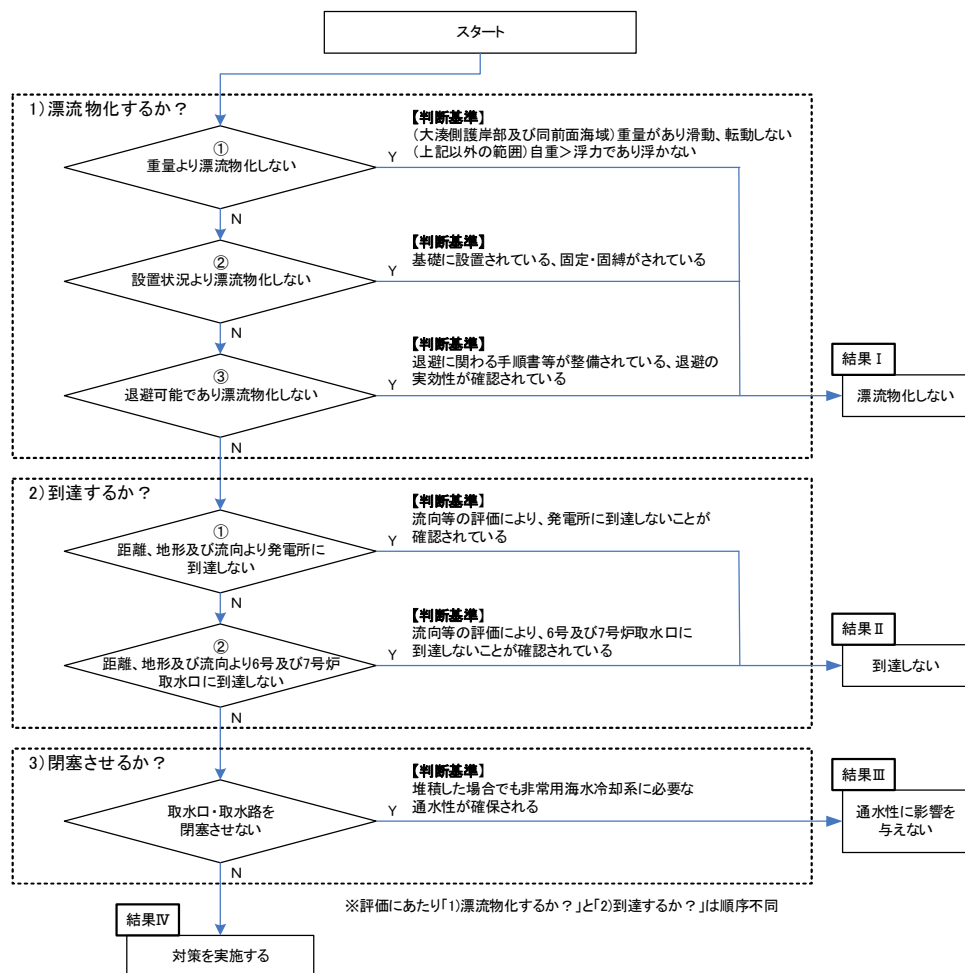 スタート
1)漂流物化するか?
①
重量より漂流物化しない
Y
【判断基準】
(大湊側護岸部及び同前面海域)重量があり滑動、転動しない
(上記以外の範囲)自重>浮力であり浮かない
N
②
設置状況より漂流物化しない
Y
【判断基準】
基礎に設置されている、固定・固縛がされている
N
③
退避可能であり漂流物化しない
Y
【判断基準】
退避に関わる手順書等が整備されている、退避の
実効性が確認されている
結果Ⅰ
漂流物化しない
N
2)到達するか?
①
距離、地形及び流向より発電所に
到達しない
Y
【判断基準】
流向等の評価により、発電所に到達しないことが
確認されている
N
②
距離、地形及び流向より6号及び7号炉
取水口に到達しない
Y
【判断基準】
流向等の評価により、6号及び7号炉取水口に
到達しないことが確認されている
結果Ⅱ
到達しない
N
3)閉塞させるか?
取水口・取水路を
閉塞させない
Y
【判断基準】
堆積した場合でも非常用海水冷却系に必要な
通水性が確保される
結果Ⅲ
通水性に影響を
与えない
N
※評価にあたり「1)漂流物化するか?」と「2)到達するか?」は順序不同
結果Ⅳ
対策を実施する